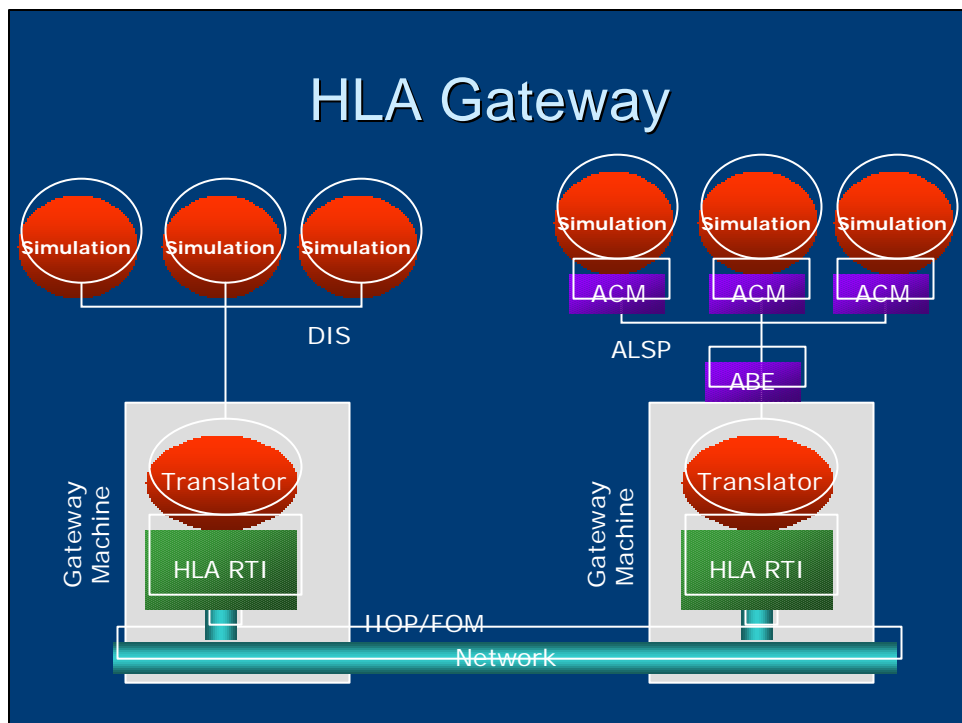 HLA Gateway
Simulation
Simulation
Simulation
DIS
Simulation
Simulation
Simulation
ACM
ACM
ACM
ALSP
ABE
Gateway
Machine
Translator
HLA RTI
Gateway
Machine
Translator
HLA RTI
IIOP/FOM
Network